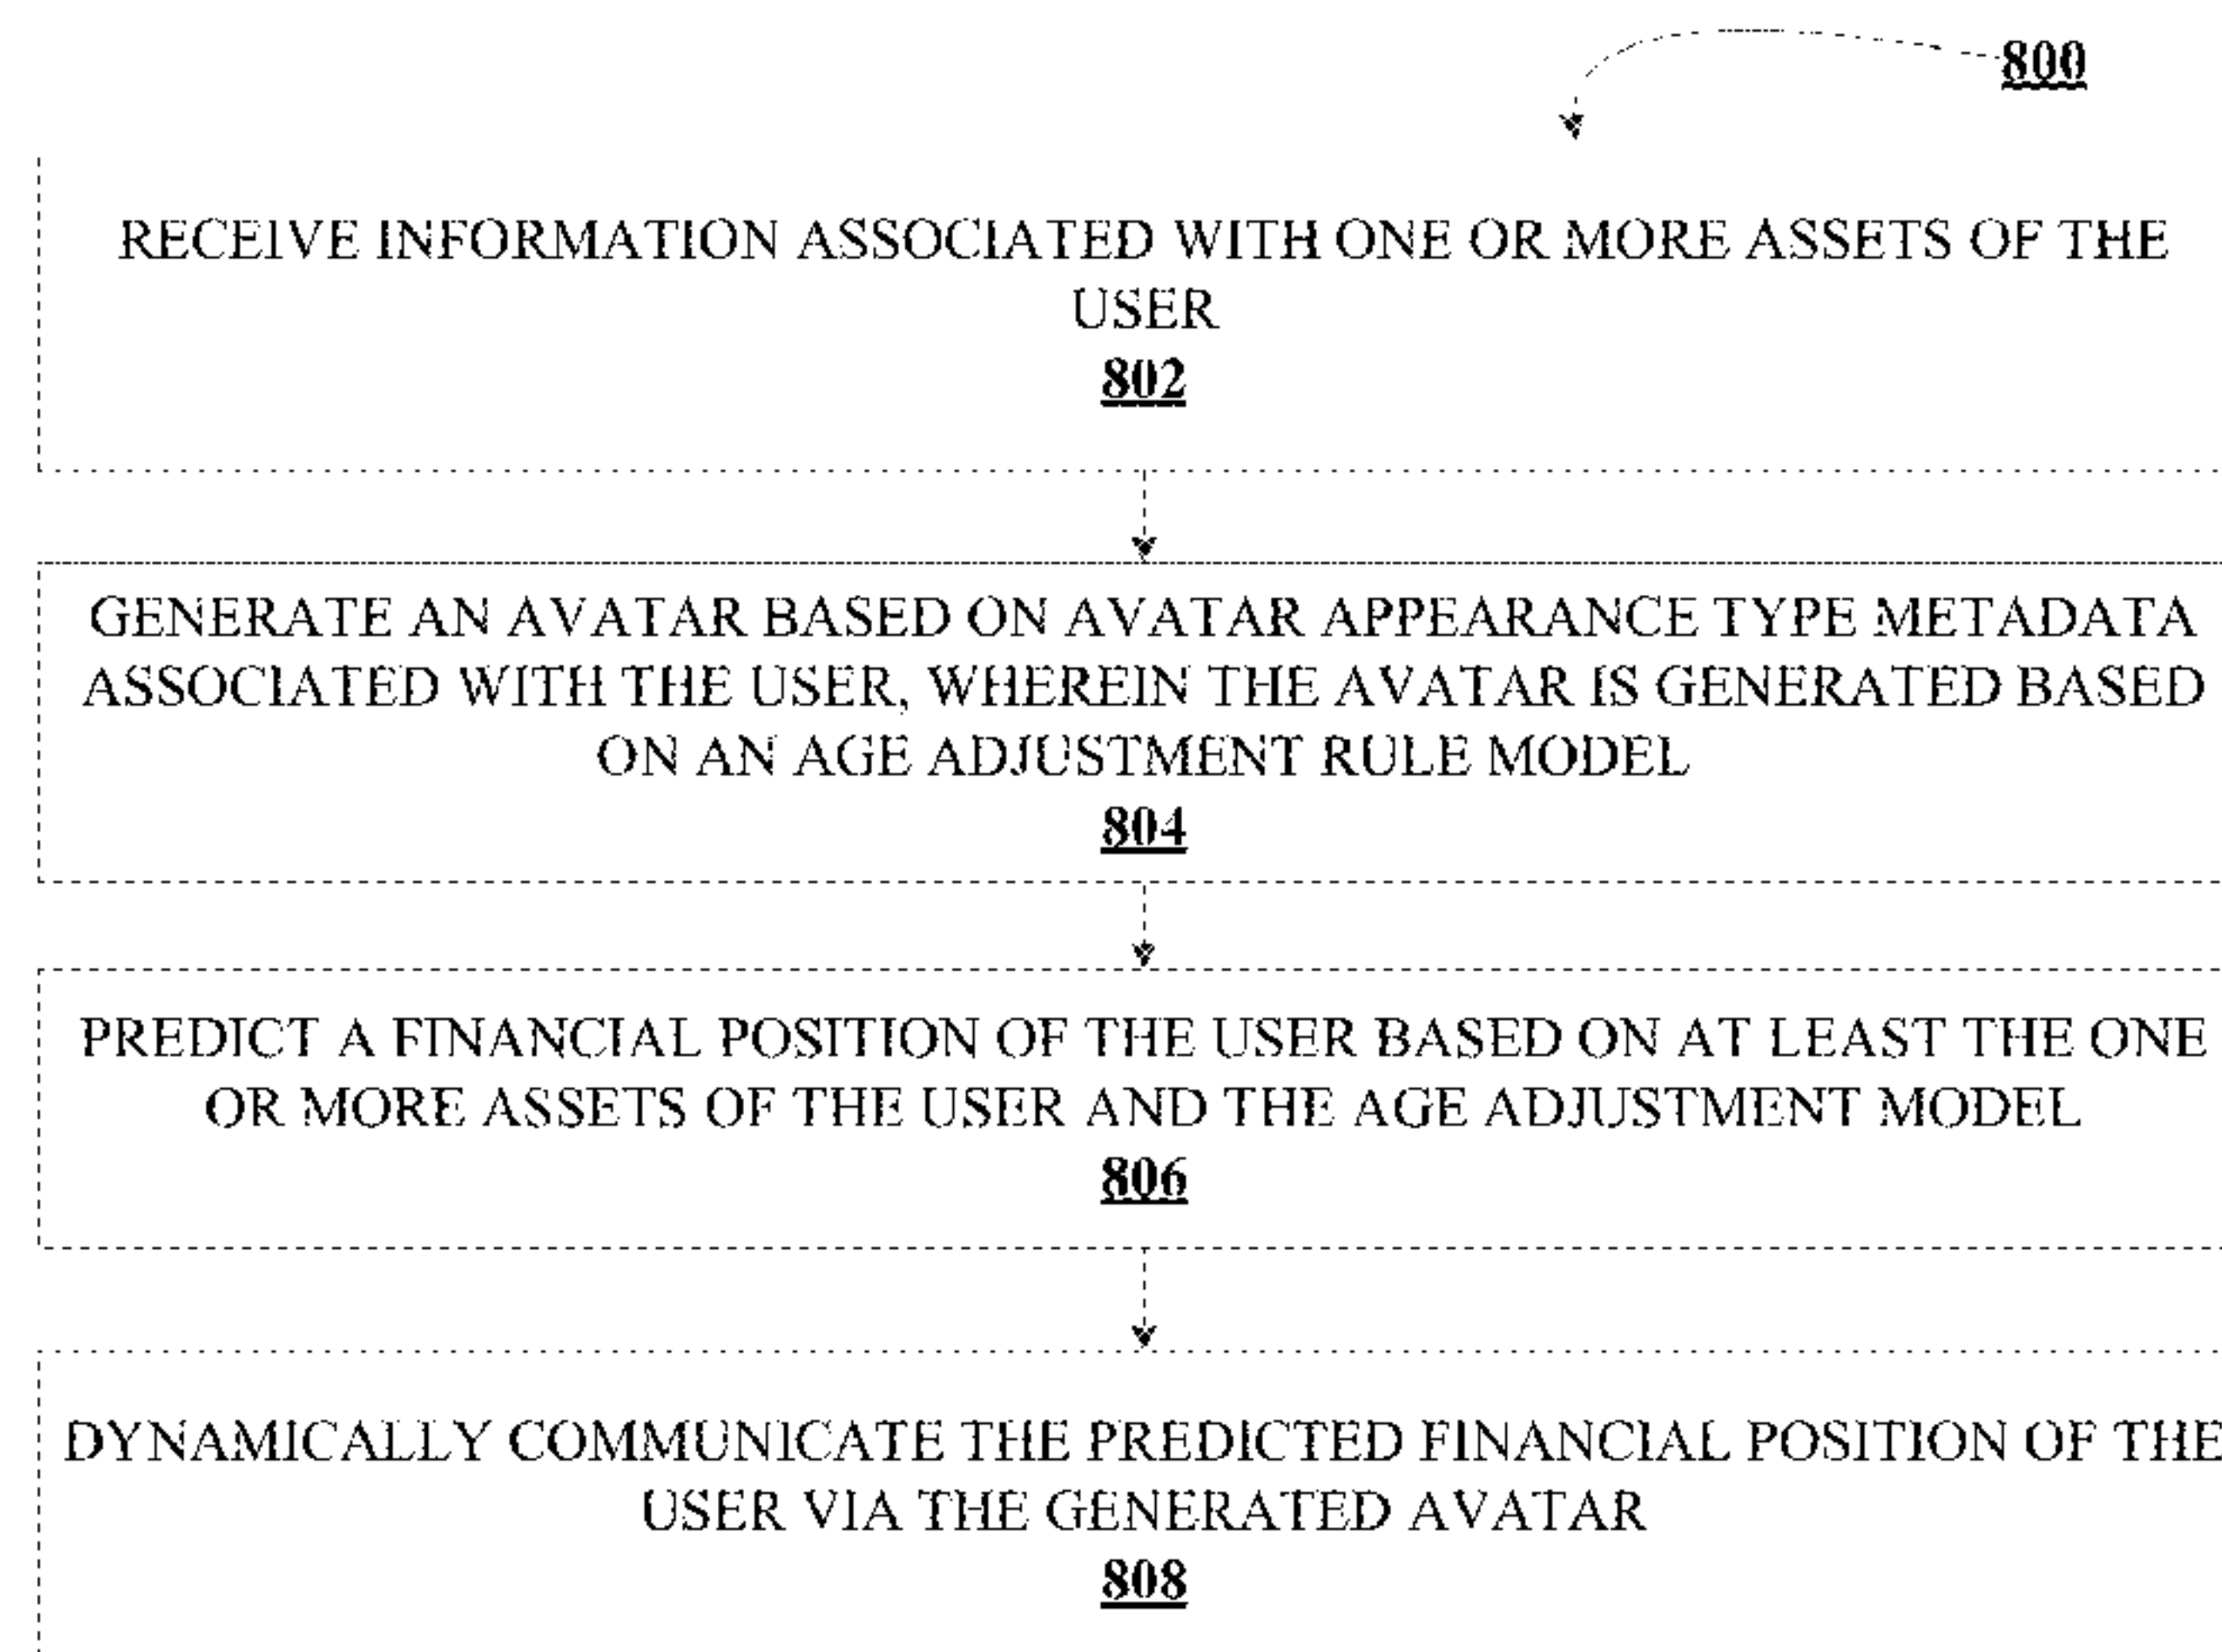 800
RECEIVE INFORMATION ASSOCIATED WITH ONE OR MORE ASSETS OF THE
USER
802
GENERATE AN AVATAR BASED ON AVATAR APPEARANCE TYPE METADATA
ASSOCIATED WITH THE USER, WHEREIN THE AVATAR IS GENERATED BASED
ON AN AGE ADJUSTMENT RULE MODEL
804
PREDICT A FINANCIAL POSITION OF THE USER BASED ON AT LEAST THE ONE
OR MORE ASSETS OF THE USER AND THE AGE ADJUSTMENT MODEL
806
DYNAMICALLY COMMUNICATE THE PREDICTED FINANCIAL POSITION OF THE
USER VIA THE GENERATED AVATAR
808